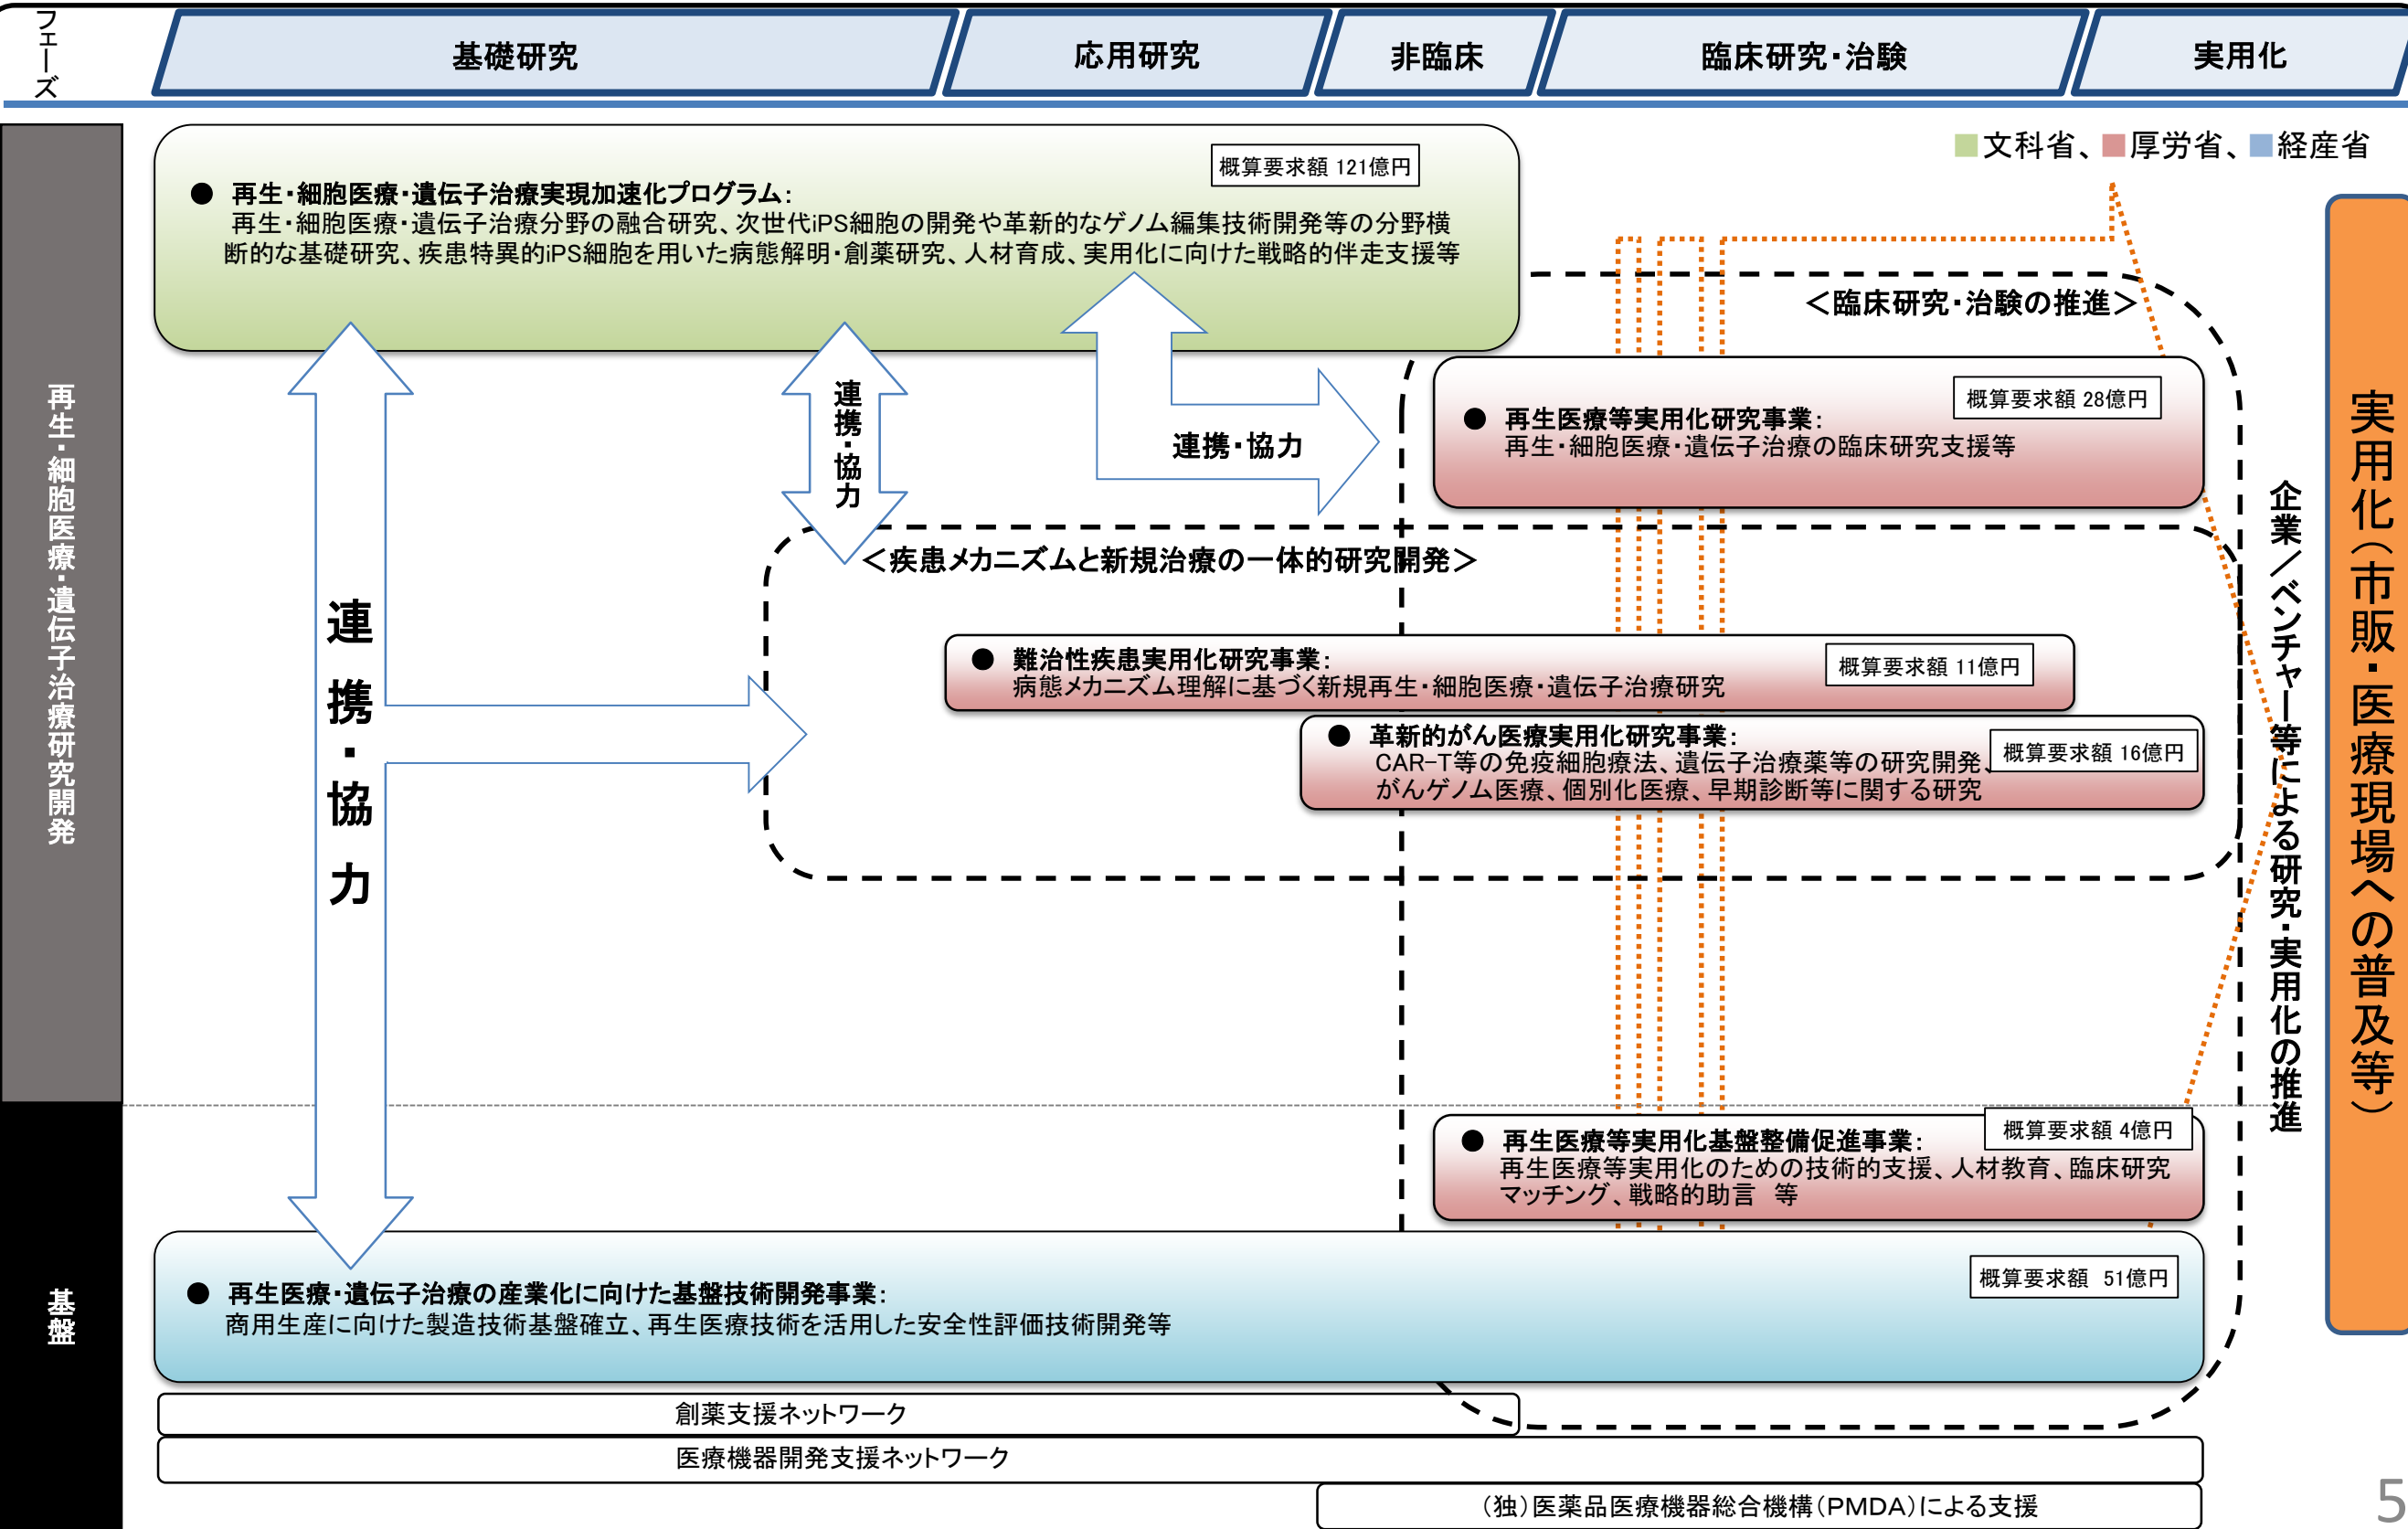 フェーズ
基礎研究
応用研究
非臨床
臨床研究・治験
実用化
■文科省、■厚労省、■経産省
再生・細胞医療・遺伝子治療研究開発
概算要求額 121億円
● 再生・細胞医療・遺伝子治療実現加速化プログラム：
再生・細胞医療・遺伝子治療分野の融合研究、次世代iPS細胞の開発や革新的なゲノム編集技術開発等の分野横
断的な基礎研究、疾患特異的iPS細胞を用いた病態解明・創薬研究、人材育成、実用化に向けた戦略的伴走支援等
＜臨床研究・治験の推進＞
連携・協力
連携・協力
概算要求額 28億円
● 再生医療等実用化研究事業：
再生・細胞医療・遺伝子治療の臨床研究支援等
＜疾患メカニズムと新規治療の一体的研究開発＞
連携・協力
● 難治性疾患実用化研究事業：
概算要求額 11億円
病態メカニズム理解に基づく新規再生・細胞医療・遺伝子治療研究
● 革新的がん医療実用化研究事業：
概算要求額 16億円
CAR-T等の免疫細胞療法、遺伝子治療薬等の研究開発、
がんゲノム医療、個別化医療、早期診断等に関する研究
企業／ベンチャー等による研究・実用化の推進
実用化（市販・医療現場への普及等）
基盤
概算要求額 4億円
● 再生医療等実用化基盤整備促進事業：
再生医療等実用化のための技術的支援、人材教育、臨床研究
マッチング、戦略的助言　等
概算要求額　51億円
● 再生医療・遺伝子治療の産業化に向けた基盤技術開発事業：
商用生産に向けた製造技術基盤確立、再生医療技術を活用した安全性評価技術開発等
創薬支援ネットワーク
医療機器開発支援ネットワーク
（独）医薬品医療機器総合機構（PMDA）による支援
5